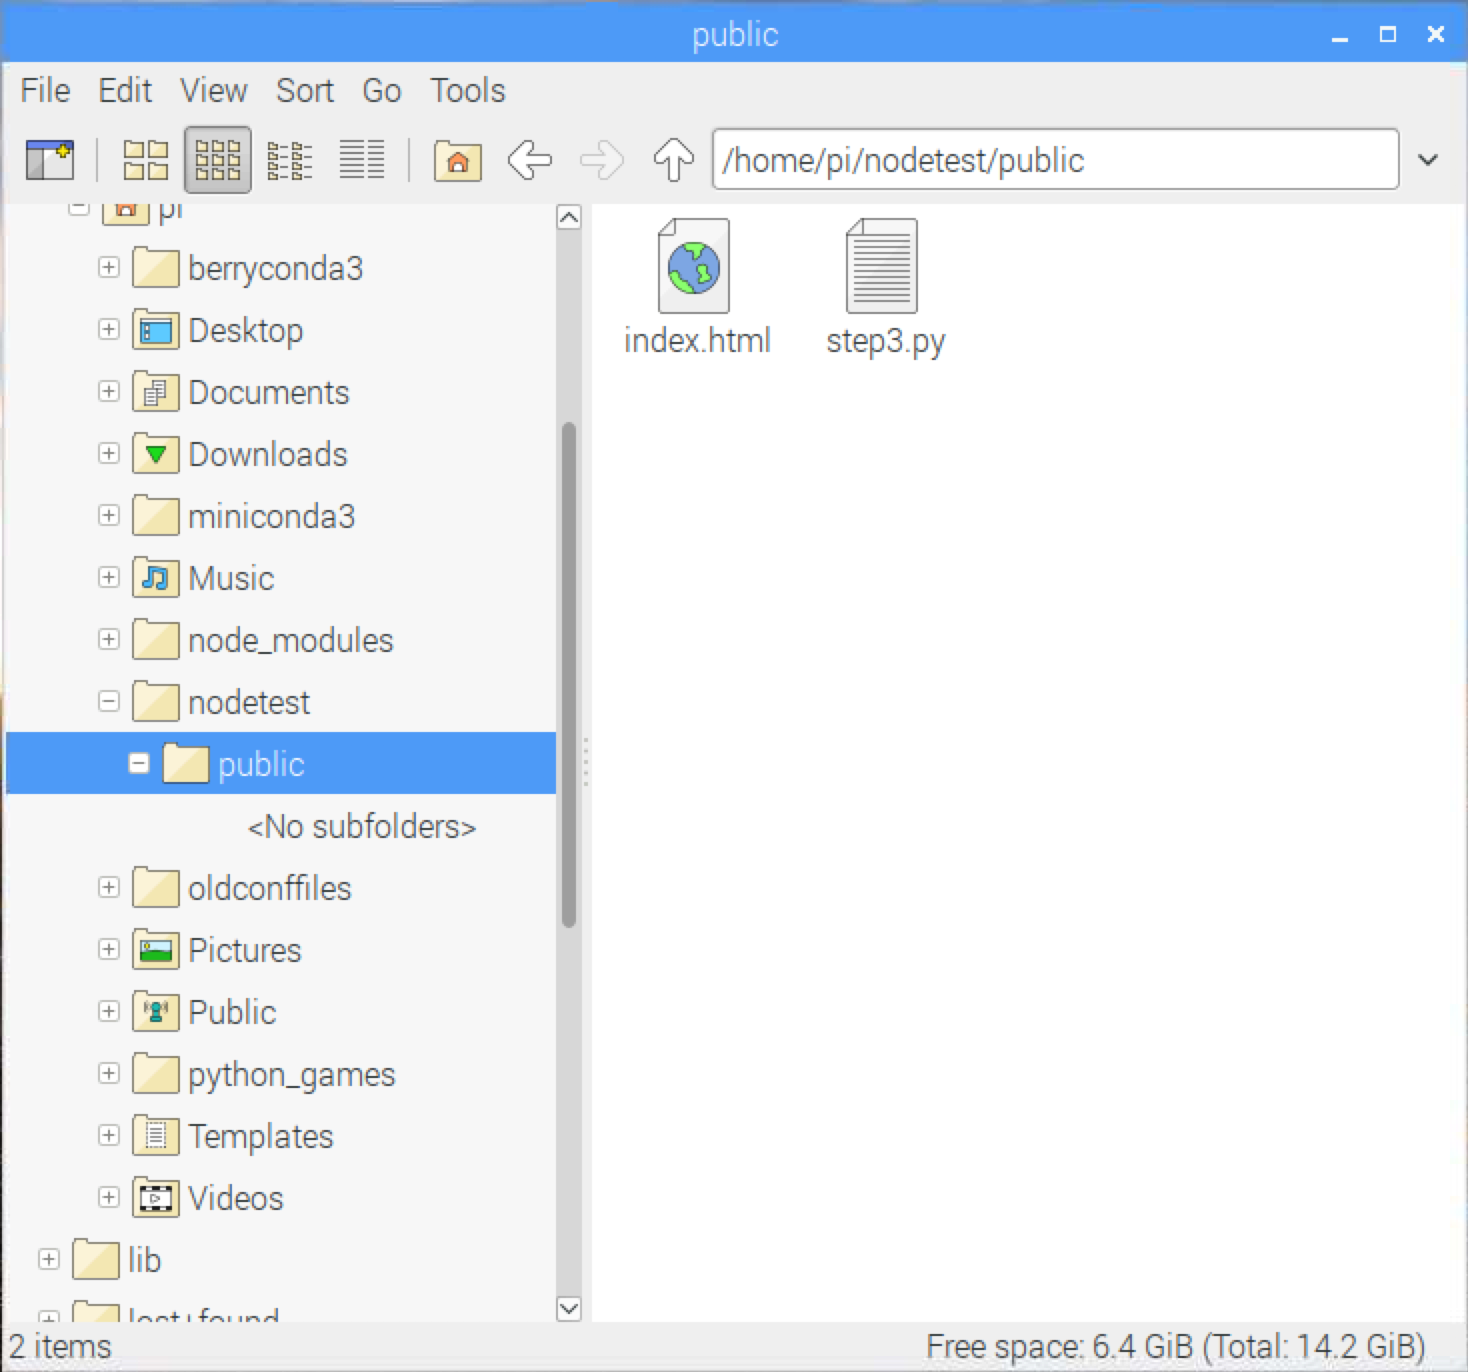 public
File Edit View Sort Go Tools
/home/pi/nodetest/public
pi
berryconda3
Desktop
Documents
Downloads
miniconda3
Music
node_modules
nodetest
public
<No subfolders>
oldconffiles
Pictures
Public
python_games
Templates
Videos
lib
lost+found
index.html
step3.py
2 items
Free space: 6.4 GiB (Total: 14.2 GiB)